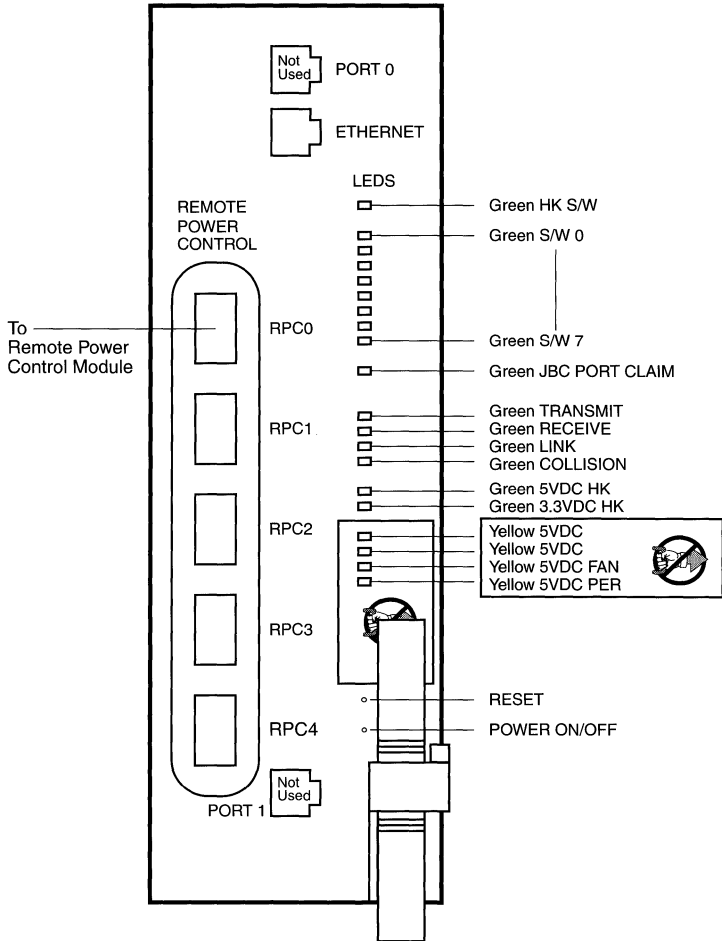 Not
Used
PORT 0
ETHERNET
LEDS
REMOTE
POWER
CONTROL
Green HK S/W
Green S/W 0
To
Remote Power
Control Module
RPC0
Green S/W 7
Green JBC PORT CLAIM
RPC1
Green TRANSMIT
Green RECEIVE
Green LINK
Green COLLISION
Green 5VDC HK
Green 3.3VDC HK
RPC2
Yellow 5VDC
Yellow 5VDC
Yellow 5VDC FAN
Yellow 5VDC PER
RPC3
RESET
RPC4
POWER ON/OFF
Not
Used
PORT 1